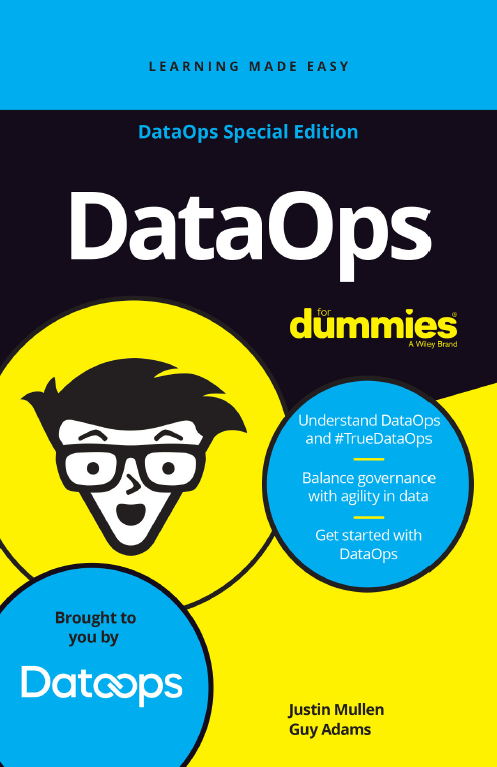 LEARNING MADE EASY
DataOps Special Edition
DataOps
for
dummies®
A Wiley Brand
Understand DataOps
and #TrueDataOps
Balance governance
with agility in data
Get started with
DataOps
Brought to
you by
Dataops
Justin Mullen
Guy Adams